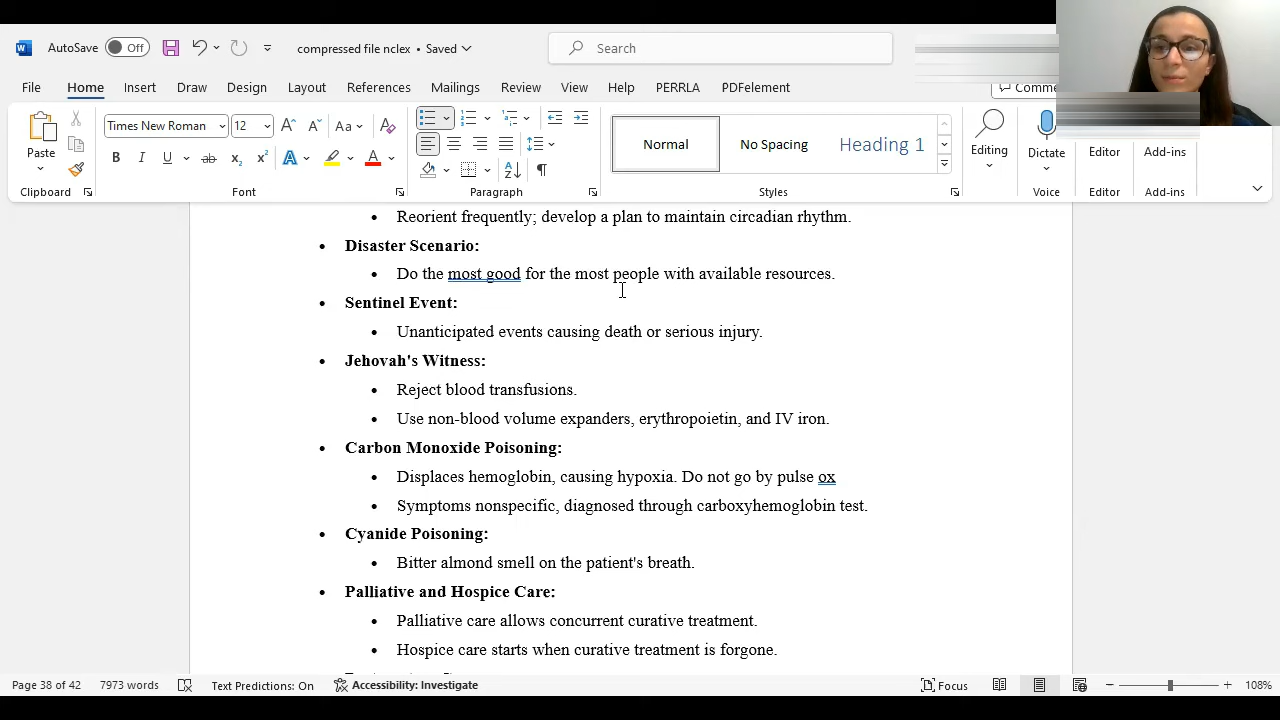 AutoSave Off compressed file nclex • Saved Search
File Home Insert Draw Design Layout References Mailings Review View Help PERRLA PDFelement
Paste Times New Roman 12 Aa Normal No Spacing Heading 1 Editing Dictate Editor Add-ins
Clipboard Font Paragraph Styles Voice Editor Add-ins
• Reorient frequently; develop a plan to maintain circadian rhythm.
• Disaster Scenario:
• Do the most good for the most people with available resources.
• Sentinel Event:
• Unanticipated events causing death or serious injury.
• Jehovah's Witness:
• Reject blood transfusions.
• Use non-blood volume expanders, erythropoietin, and IV iron.
• Carbon Monoxide Poisoning:
• Displaces hemoglobin, causing hypoxia. Do not go by pulse ox
• Symptoms nonspecific, diagnosed through carboxyhemoglobin test.
• Cyanide Poisoning:
• Bitter almond smell on the patient's breath.
• Palliative and Hospice Care:
• Palliative care allows concurrent curative treatment.
• Hospice care starts when curative treatment is forgone.
Page 38 of 42 7973 words Text Predictions: On Accessibility: Investigate Focus 108%